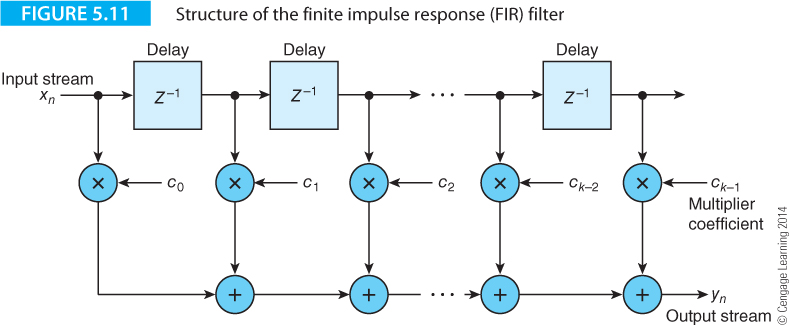 FIGURE 5.11 Structure of the finite impulse response (FIR) filter
Delay Delay Delay
Input stream
xₙ Z⁻¹ Z⁻¹ ··· Z⁻¹
× c₀ × c₁ × c₂ × cₖ₋₂ × cₖ₋₁
Multiplier
coefficient
+ + ··· + + yₙ
Output stream
© Cengage Learning 2014